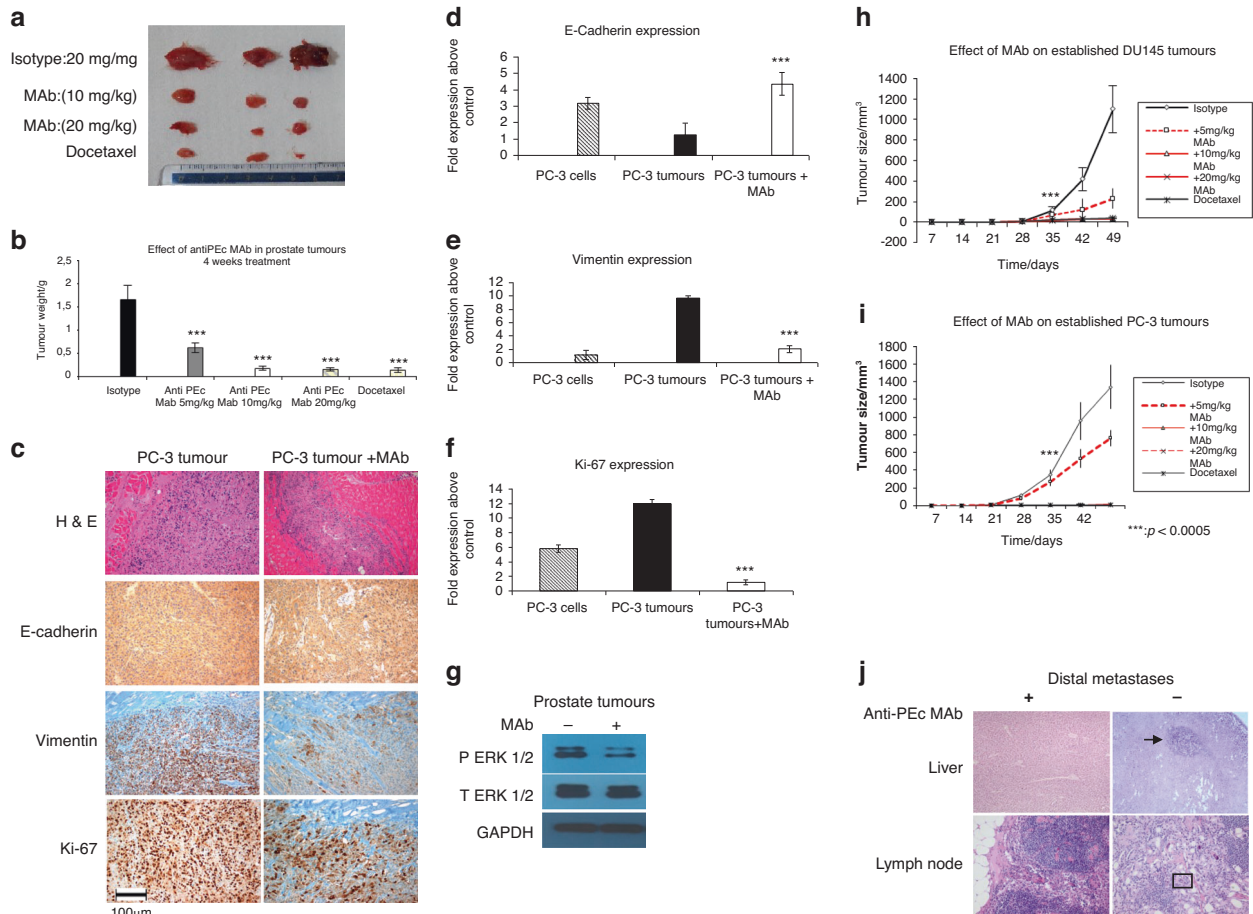 a
Isotype:20 mg/mg
MAb:(10 mg/kg)
MAb:(20 mg/kg)
Docetaxel
b
Effect of antiPEc MAb in prostate tumours
4 weeks treatment
Tumour weight/g
2,5
2
1,5
1
0,5
0
***
***
***
***
Isotype
Anti PEc Mab 5mg/kg
Anti PEc Mab 10mg/kg
Anti PEc Mab 20mg/kg
Docetaxel
c
PC-3 tumour
PC-3 tumour +MAb
H & E
E-cadherin
Vimentin
Ki-67
100µm
d
E-Cadherin expression
Fold expression above control
6
5
4
3
2
1
0
***
PC-3 cells
PC-3 tumours
PC-3 tumours + MAb
e
Vimentin expression
Fold expression above control
12
10
8
6
4
2
0
***
PC-3 cells
PC-3 tumours
PC-3 tumours + MAb
f
Ki-67 expression
Fold expression above control
14
12
10
8
6
4
2
0
***
PC-3 cells
PC-3 tumours
PC-3 tumours+MAb
g
Prostate tumours
MAb – +
P ERK 1/2
T ERK 1/2
GAPDH
h
Effect of MAb on established DU145 tumours
Tumour size/mm³
1400
1200
1000
800
600
400
200
0
-200
***
7 14 21 28 35 42 49
Time/days
Isotype
+5mg/kg MAb
+10mg/kg MAb
+20mg/kg MAb
Docetaxel
i
Effect of MAb on established PC-3 tumours
Tumour size/mm³
1600
1400
1200
1000
800
600
400
200
0
***
7 14 21 28 35 42
Time/days
Isotype
+5mg/kg MAb
+10mg/kg MAb
+20mg/kg MAb
Docetaxel
***:p < 0.0005
j
Distal metastases
Anti-PEc MAb + –
Liver
Lymph node